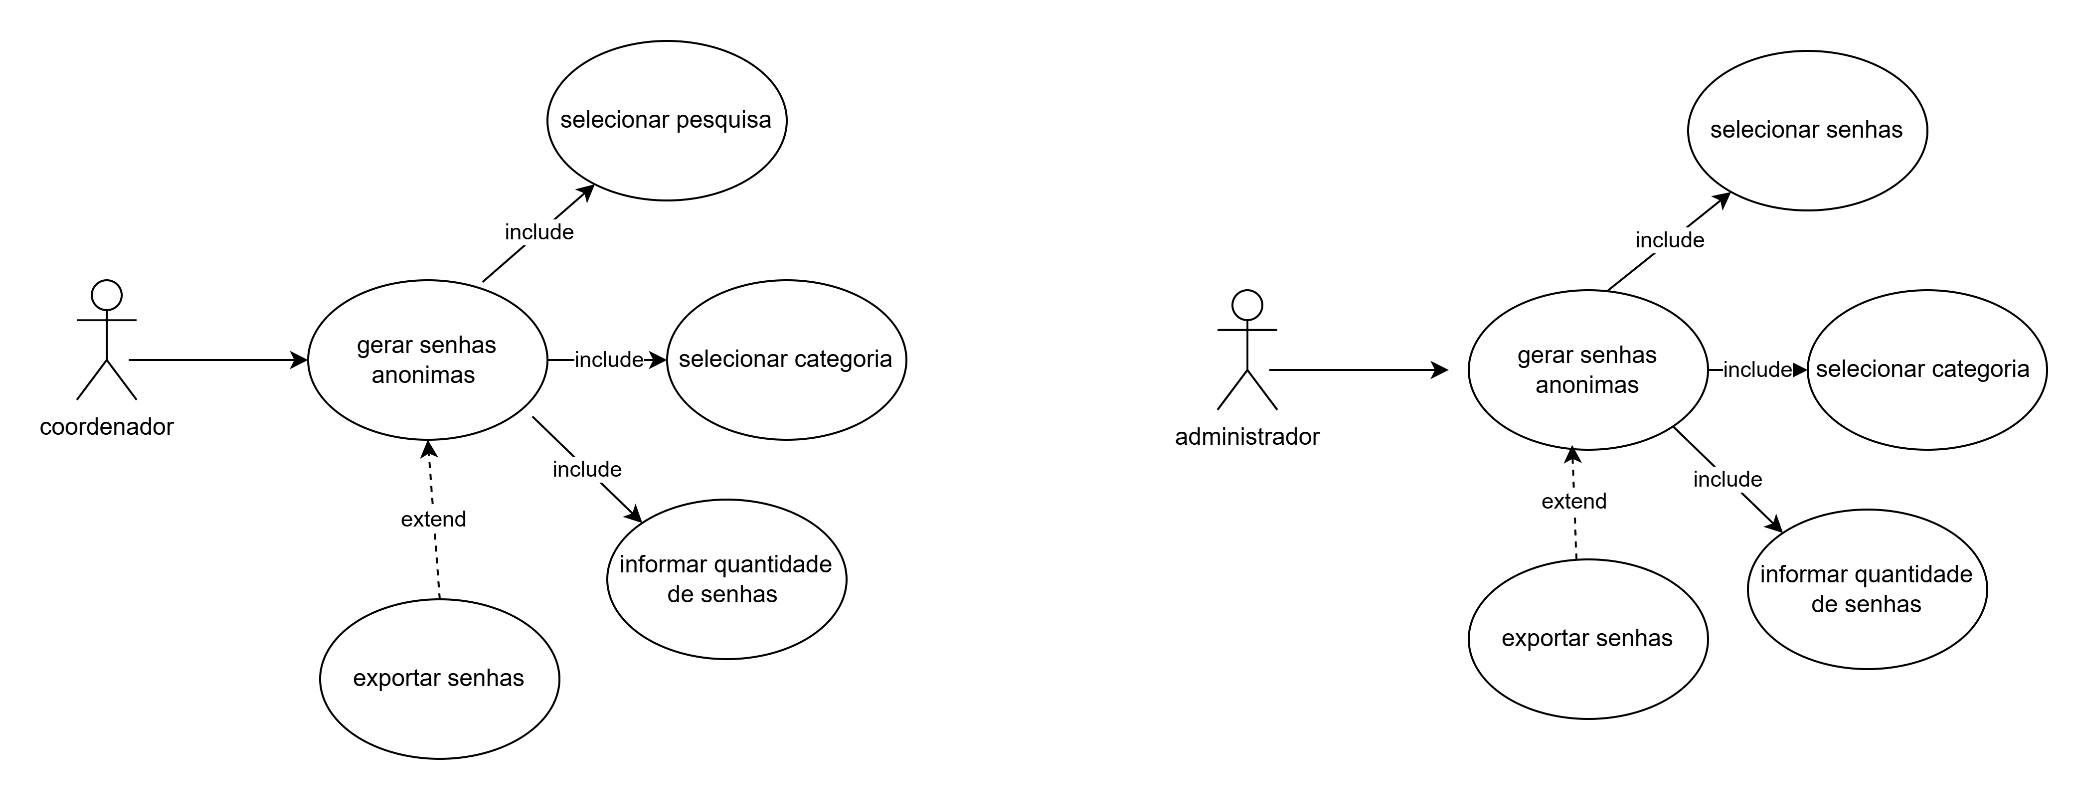 selecionar pesquisa
include
gerar senhas
anonimas
include
selecionar categoria
coordenador
include
extend
informar quantidade
de senhas
exportar senhas
selecionar senhas
include
gerar senhas
anonimas
include
selecionar categoria
administrador
include
extend
informar quantidade
de senhas
exportar senhas